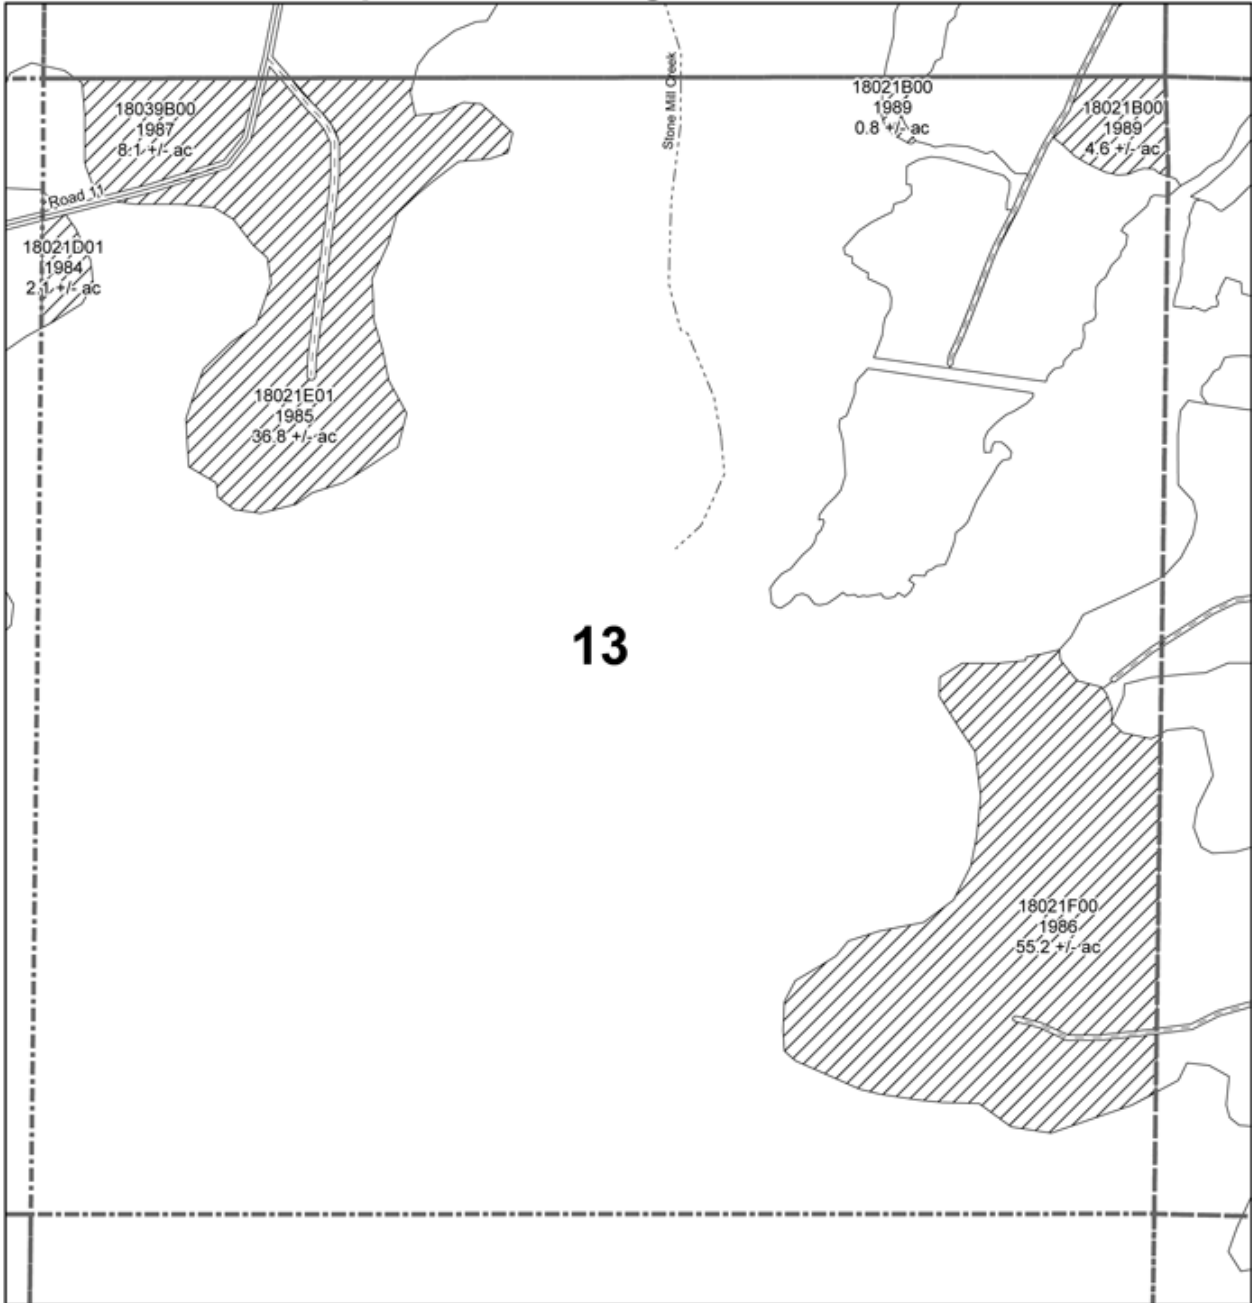 Stone Mill Creek
18039B00
1987
8.1 +/- ac
18021B00
1989
0.8 +/- ac
18021B00
1989
4.6 +/- ac
Road 11
18021D01
1984
2.1 +/- ac
18021E01
1985
36.8 +/- ac
13
18021F00
1986
55.2 +/- ac